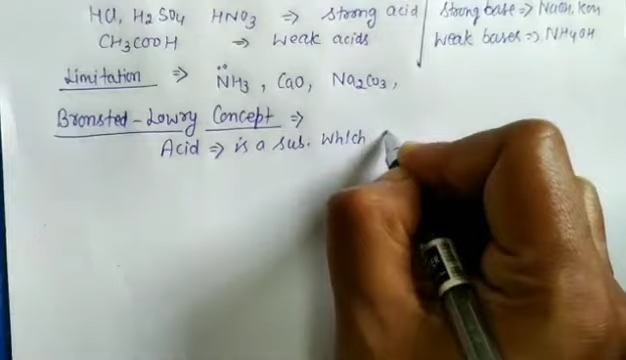 HCl, H2SO4 HNO3 => Strong acid
CH3COOH => Weak acids
Strong base => NaOH, KOH
Weak bases => NH4OH
Limitation => N̈H3, CaO, Na2CO3,
Bronsted-Lowry Concept =>
Acid => is a sub. which